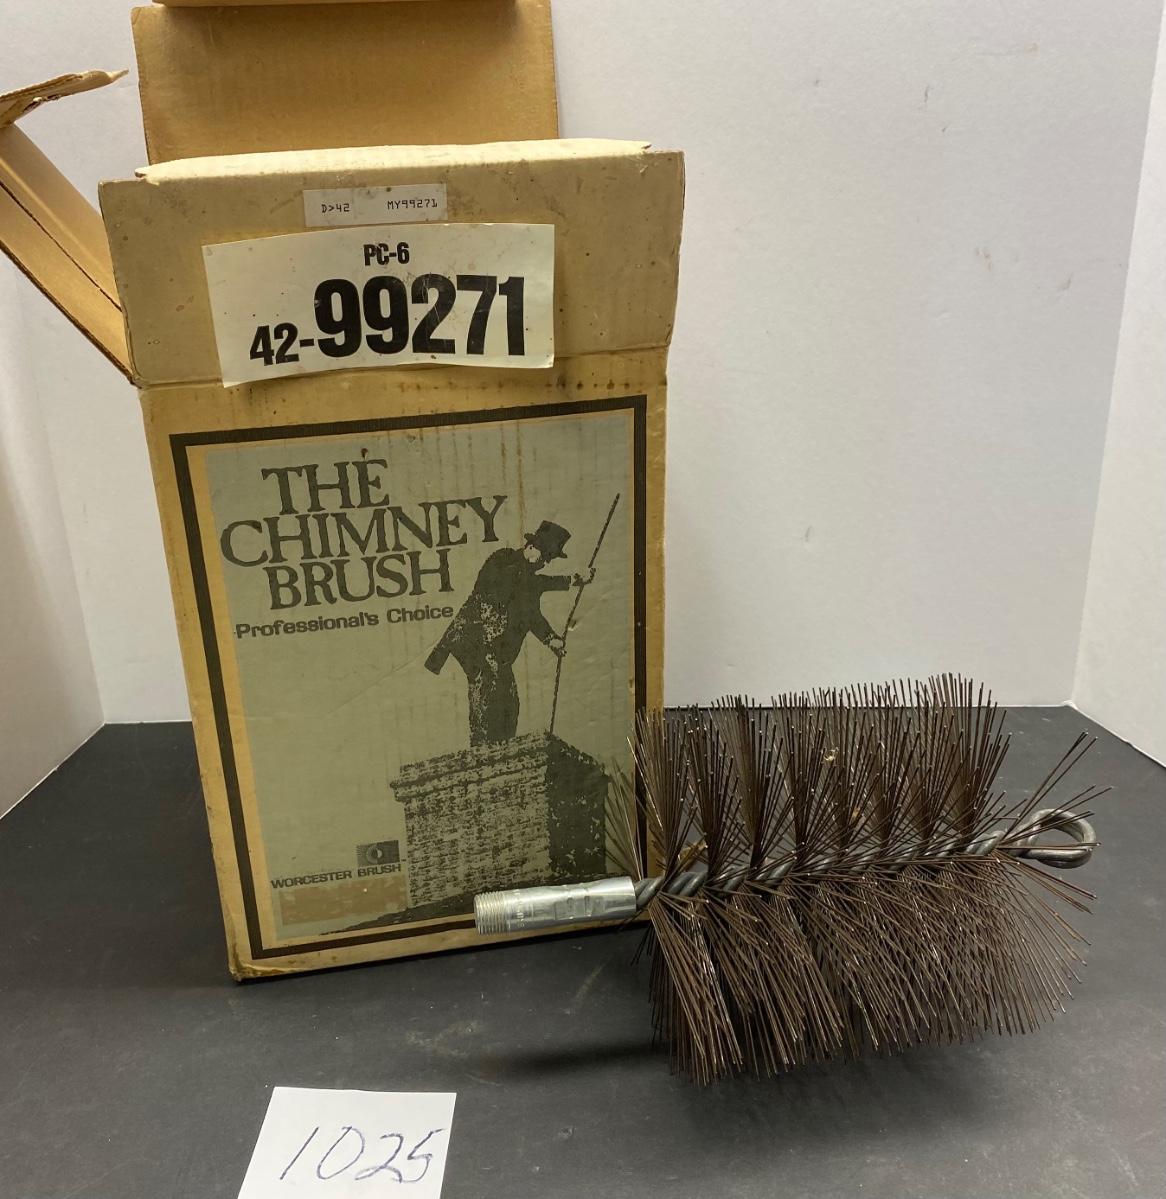 D>42 MY99271
PC-6
42-99271
THE
CHIMNEY
BRUSH
Professional's Choice
WORCESTER BRUSH
1025